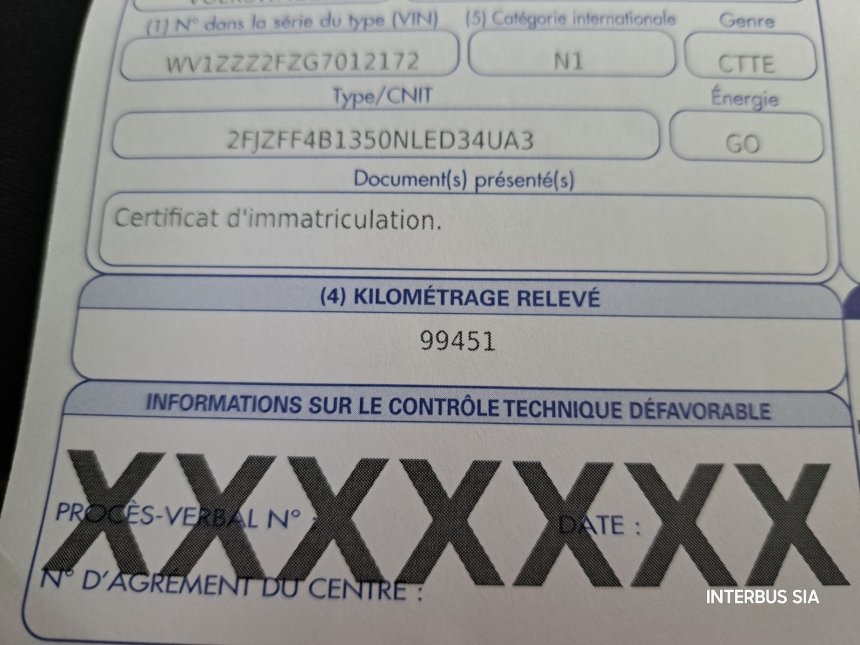 (1) N° dans la série du type (VIN) (5) Catégorie internationale Genre
WV1ZZZ2FZG7012172 N1 CTTE
Type/CNIT Énergie
2FJZFF4B1350NLED34UA3 GO
Document(s) présenté(s)
Certificat d'immatriculation.
(4) KILOMÉTRAGE RELEVÉ
99451
INFORMATIONS SUR LE CONTRÔLE TECHNIQUE DÉFAVORABLE
XXXXXXX
PROCÈS-VERBAL N° : DATE :
N° D'AGRÉMENT DU CENTRE :
INTERBUS SIA